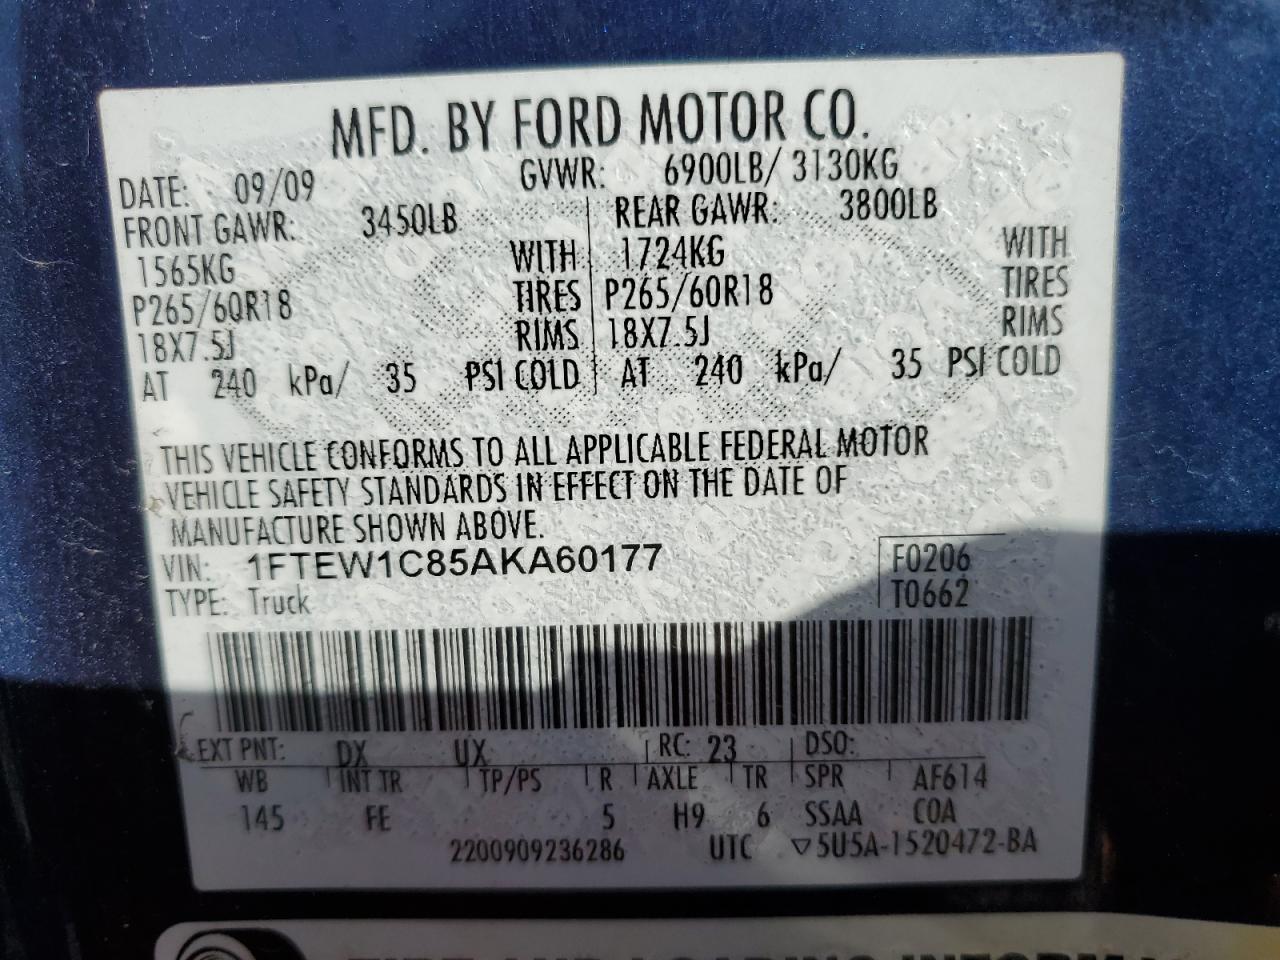 MFD. BY FORD MOTOR CO.
DATE: 09/09 GVWR: 6900LB/ 3130KG
FRONT GAWR: 3450LB REAR GAWR: 3800LB
1565KG WITH 1724KG WITH
P265/60R18 TIRES P265/60R18 TIRES
18X7.5J RIMS 18X7.5J RIMS
AT 240 kPa/ 35 PSI COLD AT 240 kPa/ 35 PSI COLD
THIS VEHICLE CONFORMS TO ALL APPLICABLE FEDERAL MOTOR
VEHICLE SAFETY STANDARDS IN EFFECT ON THE DATE OF
MANUFACTURE SHOWN ABOVE.
VIN: 1FTEW1C85AKA60177 F0206
TYPE: Truck T0662
EXT PNT: DX UX RC: 23 DSO:
WB INT TR TP/PS R AXLE TR SPR AF614
145 FE 5 H9 6 SSAA COA
2200909236286 UTC ▽5U5A-1520472-BA
TIRE AND LOADING INFORMA